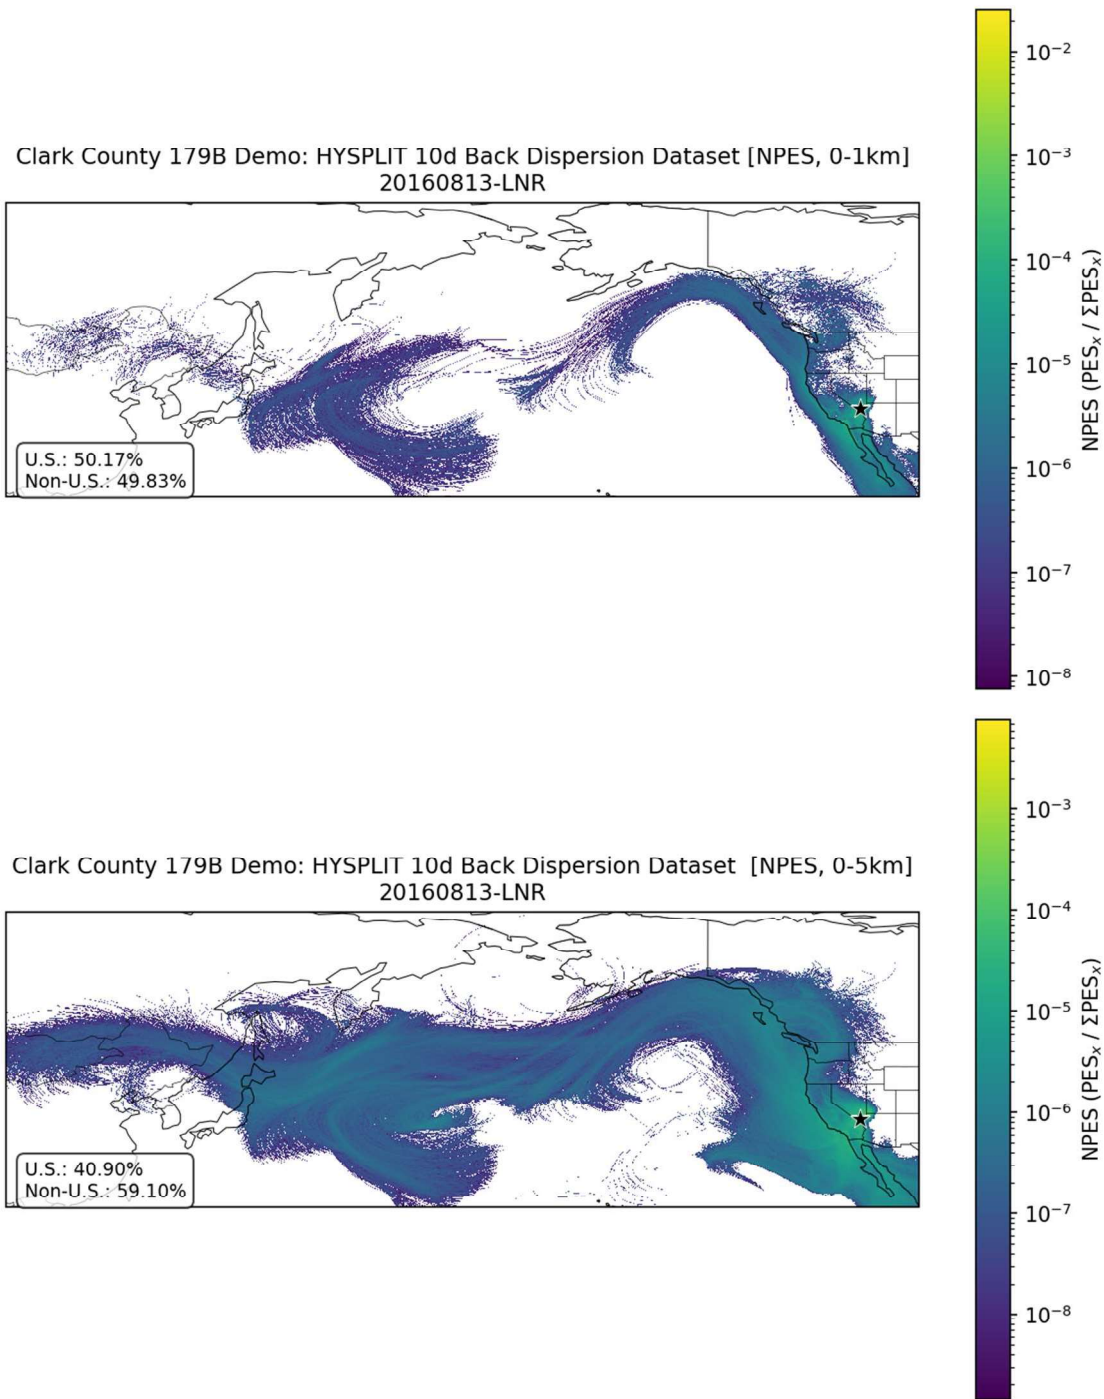 Clark County 179B Demo: HYSPLIT 10d Back Dispersion Dataset [NPES, 0-1km]
20160813-LNR
U.S.: 50.17%
Non-U.S.: 49.83%
10⁻²
10⁻³
10⁻⁴
10⁻⁵
10⁻⁶
10⁻⁷
10⁻⁸
NPES (PESₓ / ΣPESₓ)
Clark County 179B Demo: HYSPLIT 10d Back Dispersion Dataset [NPES, 0-5km]
20160813-LNR
U.S.: 40.90%
Non-U.S.: 59.10%
10⁻³
10⁻⁴
10⁻⁵
10⁻⁶
10⁻⁷
10⁻⁸
NPES (PESₓ / ΣPESₓ)